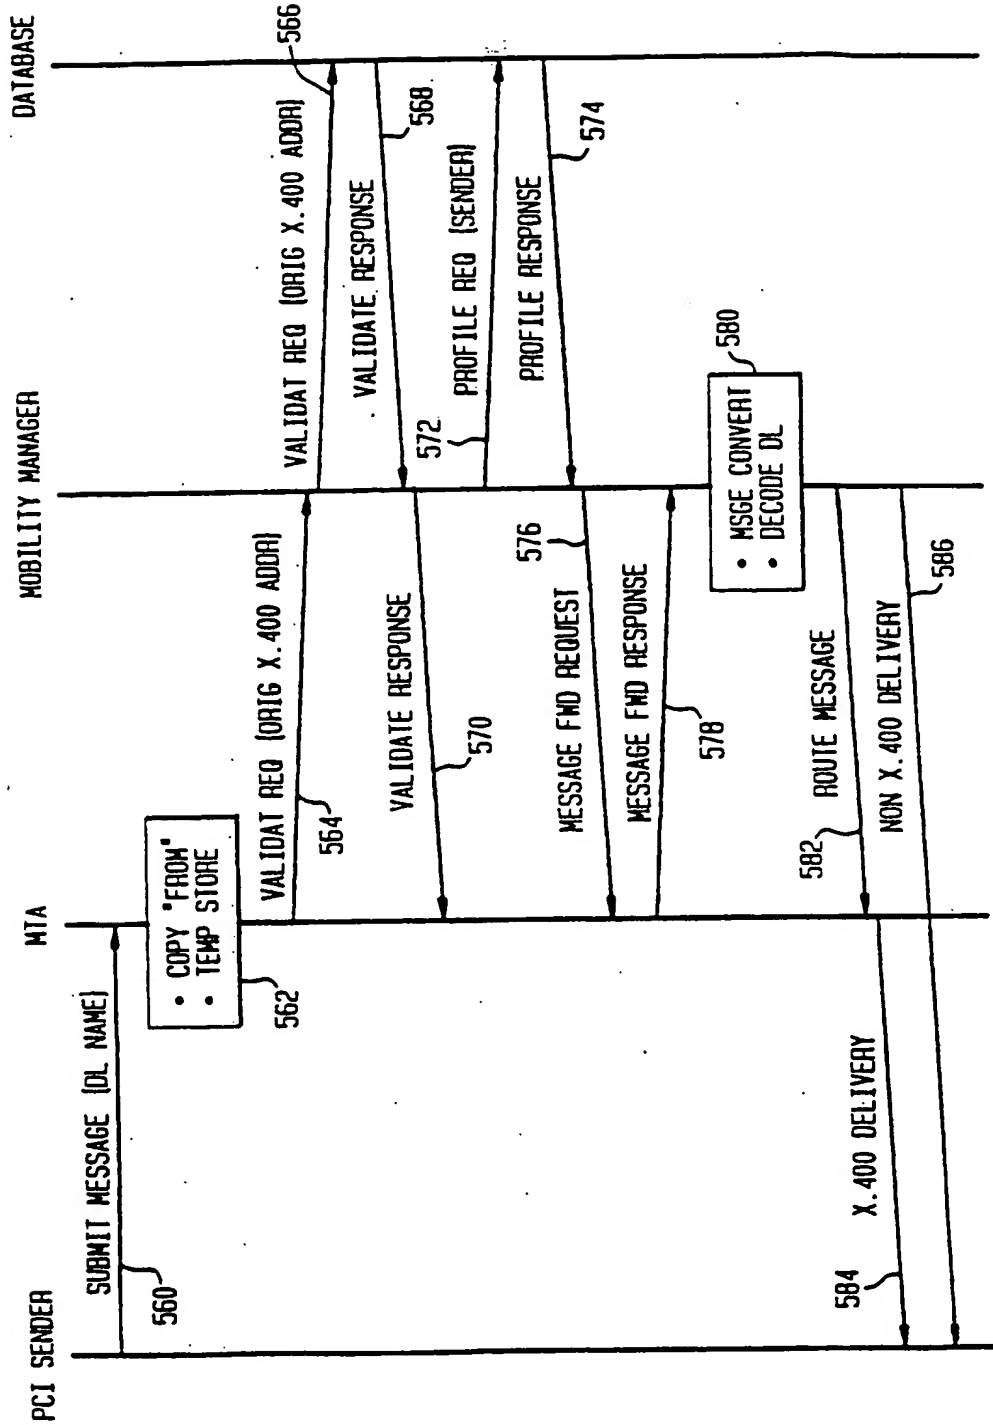 PCI SENDER
MTA
MOBILITY MANAGER
DATABASE
SUBMIT MESSAGE (DL NAME)
560
• COPY "FROM"
• TEMP STORE
562
VALIDAT REQ (ORIG X.400 ADDR)
564
VALIDAT REQ (ORIG X.400 ADDR)
566
VALIDATE RESPONSE
568
VALIDATE RESPONSE
570
PROFILE REQ (SENDER)
572
PROFILE RESPONSE
574
MESSAGE FWD REQUEST
576
MESSAGE FWD RESPONSE
578
• MSGE CONVERT
• DECODE DL
580
ROUTE MESSAGE
582
X.400 DELIVERY
584
NON X.400 DELIVERY
586